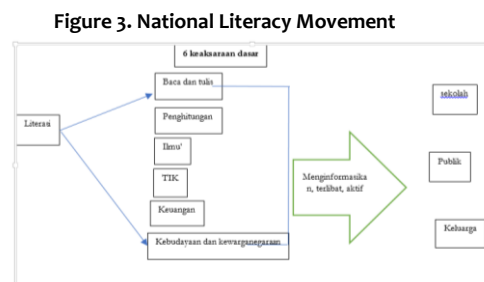 Figure 3. National Literacy Movement
6 keaksaraan dasar
Baca dan tulis
Literasi
Penghitungan
Ilmu'
TIK
Keuangan
Kebudayaan dan kewarganegaraan
Menginformasika
n, terlibat, aktif
sekolah
Publik
Keluarga